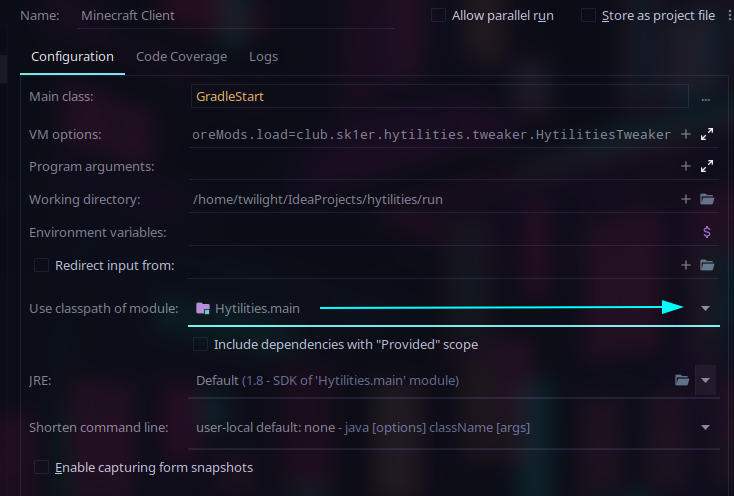 Name: Minecraft Client Allow parallel run Store as project file
Configuration Code Coverage Logs
Main class: GradleStart ...
VM options: oreMods.load=club.sk1er.hytilities.tweaker.HytilitiesTweaker
Program arguments:
Working directory: /home/twilight/IdeaProjects/hytilities/run
Environment variables: $
Redirect input from:
Use classpath of module: Hytilities.main
Include dependencies with "Provided" scope
JRE: Default (1.8 - SDK of 'Hytilities.main' module)
Shorten command line: user-local default: none - java [options] className [args]
Enable capturing form snapshots